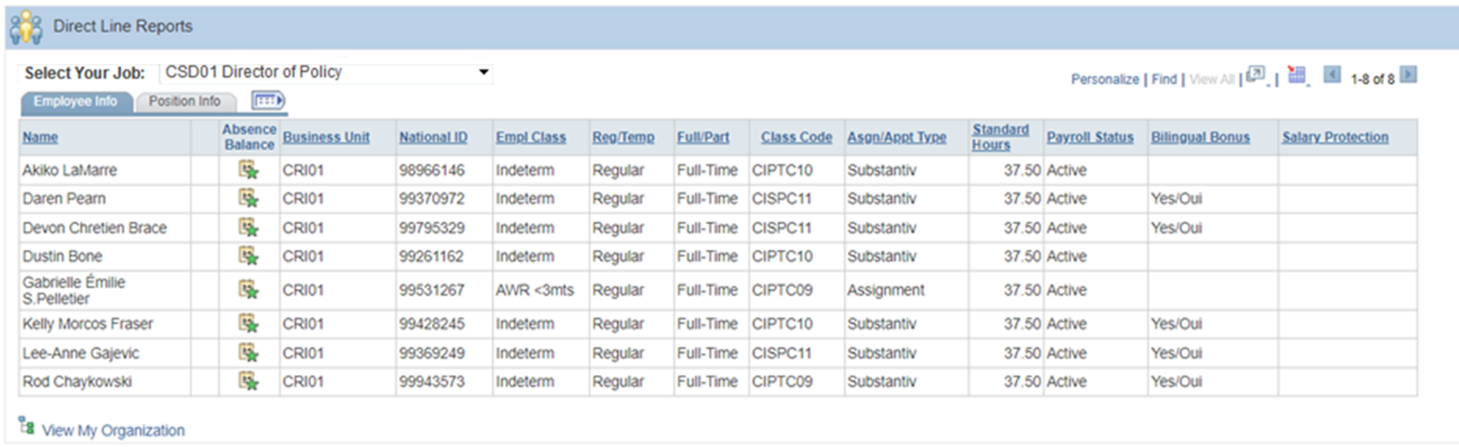 Direct Line Reports
Select Your Job: CSD01 Director of Policy
Personalize | Find | View All | | 1-8 of 8
Employee Info Position Info
Name Absence Balance Business Unit National ID Empl Class Reg/Temp Full/Part Class Code Asgn/Appt Type Standard Hours Payroll Status Bilingual Bonus Salary Protection
Akiko LaMarre CRI01 98966146 Indeterm Regular Full-Time CIPTC10 Substantiv 37.50 Active
Daren Pearn CRI01 99370972 Indeterm Regular Full-Time CISPC11 Substantiv 37.50 Active Yes/Oui
Devon Chretien Brace CRI01 99795329 Indeterm Regular Full-Time CISPC11 Substantiv 37.50 Active Yes/Oui
Dustin Bone CRI01 99261162 Indeterm Regular Full-Time CIPTC10 Substantiv 37.50 Active
Gabrielle Émilie S.Pelletier CRI01 99531267 AWR <3mts Regular Full-Time CIPTC09 Assignment 37.50 Active
Kelly Morcos Fraser CRI01 99428245 Indeterm Regular Full-Time CIPTC10 Substantiv 37.50 Active Yes/Oui
Lee-Anne Gajevic CRI01 99369249 Indeterm Regular Full-Time CISPC11 Substantiv 37.50 Active Yes/Oui
Rod Chaykowski CRI01 99943573 Indeterm Regular Full-Time CIPTC09 Substantiv 37.50 Active Yes/Oui
View My Organization